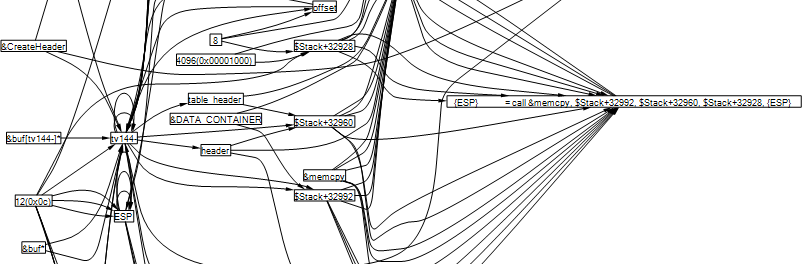 offset
8
&CreateHeader
$Stack+32928
4096(0x00001000)
table_header
{ESP} = call &memcpy, $Stack+32992, $Stack+32960, $Stack+32928, {ESP}
&DATA_CONTAINER
$Stack+32960
&buf[tv144-]*
tv144-
header
&memcpy
$Stack+32992
12(0x0c)
ESP
&buf*